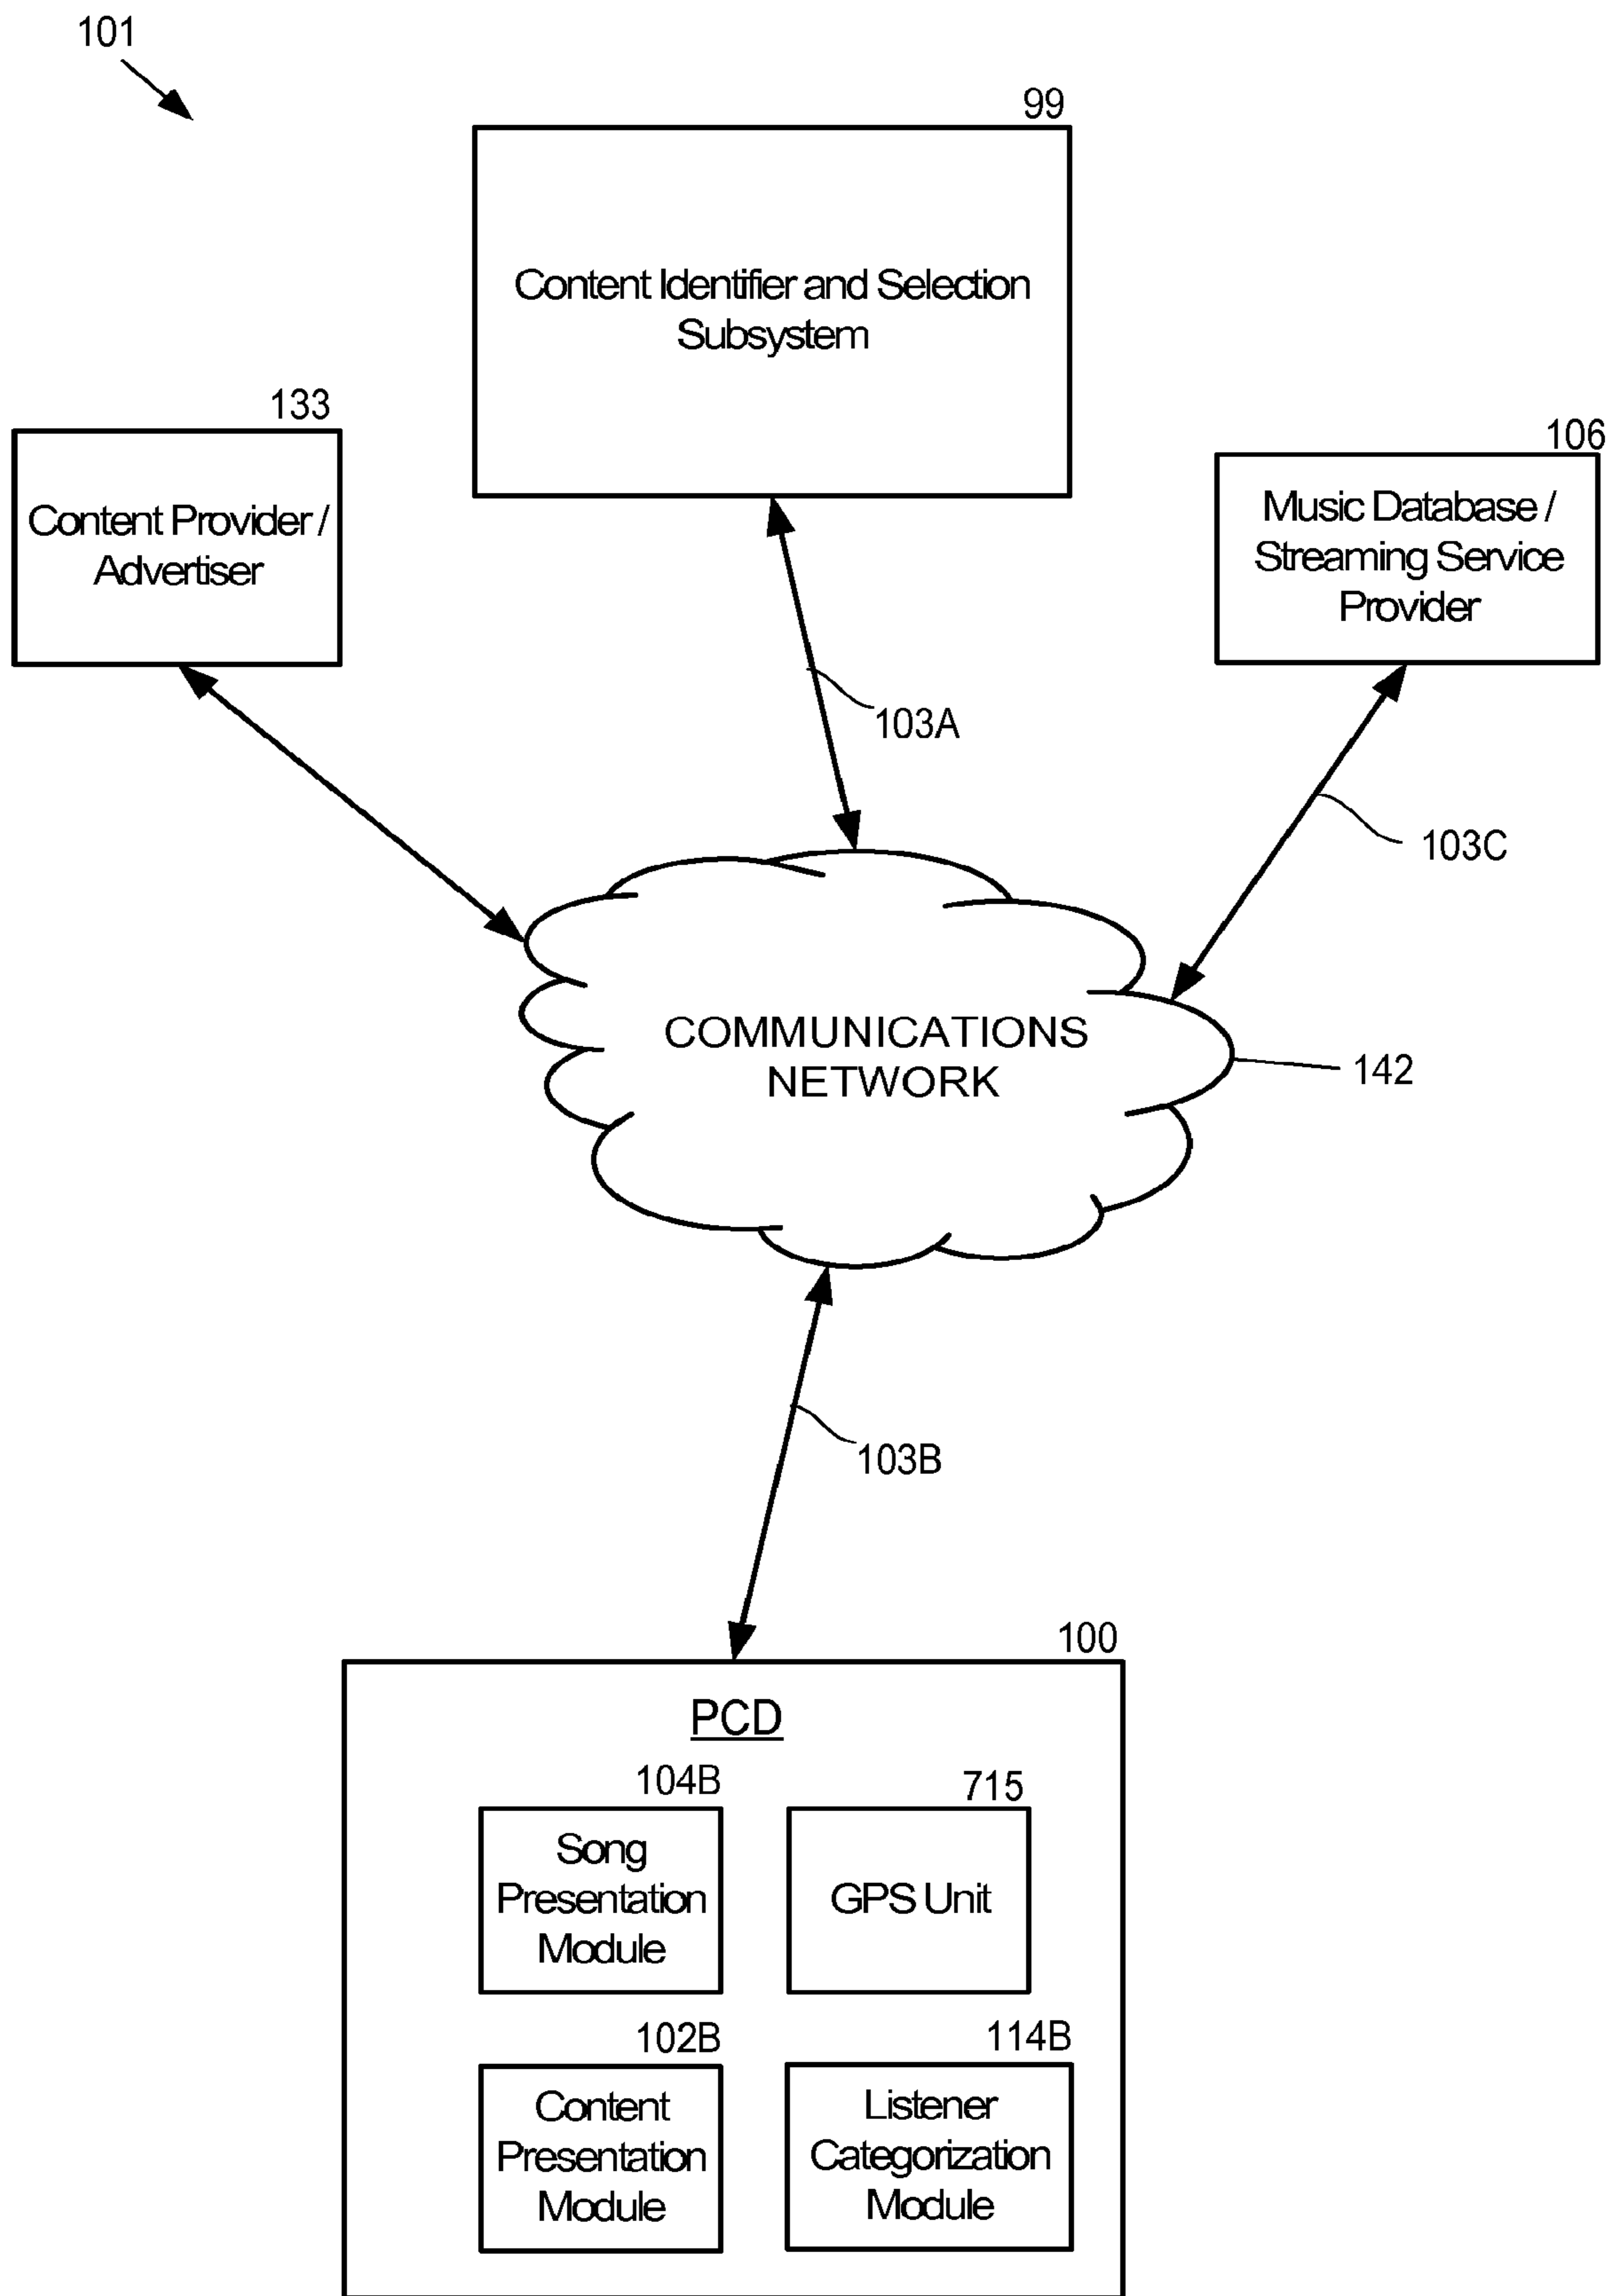 101
99
Content Identifier and Selection
Subsystem
133
Content Provider /
Advertiser
106
Music Database /
Streaming Service
Provider
103A
103C
COMMUNICATIONS
NETWORK
142
103B
100
PCD
104B
Song
Presentation
Module
715
GPS Unit
102B
Content
Presentation
Module
114B
Listener
Categorization
Module